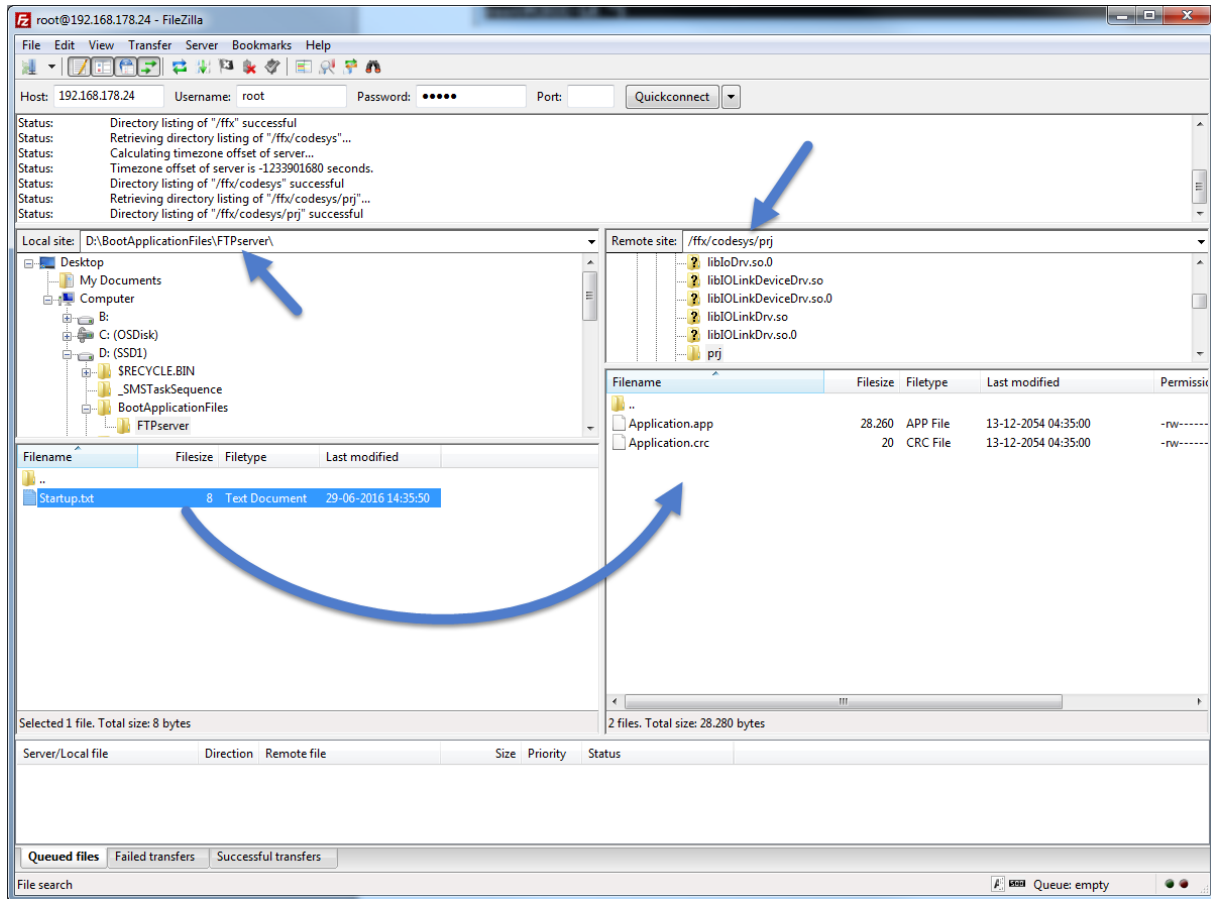 root@192.168.178.24 - FileZilla
File Edit View Transfer Server Bookmarks Help
Host: 192.168.178.24 Username: root Password: ●●●●● Port: Quickconnect
Status: Directory listing of "/ffx" successful
Status: Retrieving directory listing of "/ffx/codesys"...
Status: Calculating timezone offset of server...
Status: Timezone offset of server is -1233901680 seconds.
Status: Directory listing of "/ffx/codesys" successful
Status: Retrieving directory listing of "/ffx/codesys/prj"...
Status: Directory listing of "/ffx/codesys/prj" successful
Local site: D:\BootApplicationFiles\FTPserver\
Desktop
My Documents
Computer
B:
C: (OSDisk)
D: (SSD1)
$RECYCLE.BIN
_SMSTaskSequence
BootApplicationFiles
FTPserver
Filename Filesize Filetype Last modified
..
Startup.txt 8 Text Document 29-06-2016 14:35:50
Selected 1 file. Total size: 8 bytes
Remote site: /ffx/codesys/prj
libIoDrv.so.0
libIOLinkDeviceDrv.so
libIOLinkDeviceDrv.so.0
libIOLinkDrv.so
libIOLinkDrv.so.0
prj
Filename Filesize Filetype Last modified Permissic
..
Application.app 28.260 APP File 13-12-2054 04:35:00 -rw------
Application.crc 20 CRC File 13-12-2054 04:35:00 -rw------
2 files. Total size: 28.280 bytes
Server/Local file Direction Remote file Size Priority Status
Queued files Failed transfers Successful transfers
File search Queue: empty